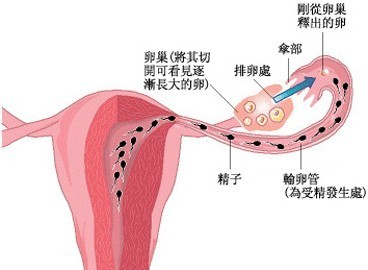 剛從卵巢
釋出的卵
傘部
卵巢(將其切
開可看見逐
漸長大的卵)
排卵處
精子
輸卵管
(為受精發生處)